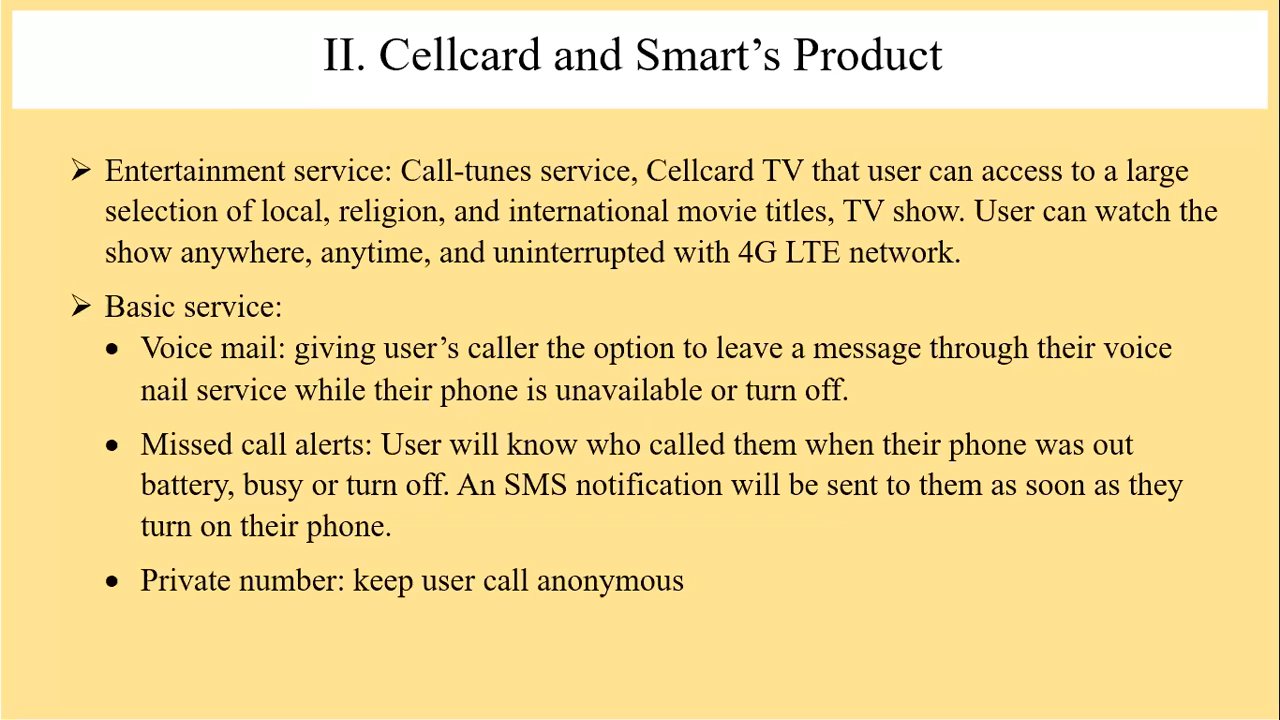 II. Cellcard and Smart’s Product
➢ Entertainment service: Call-tunes service, Cellcard TV that user can access to a large
selection of local, religion, and international movie titles, TV show. User can watch the
show anywhere, anytime, and uninterrupted with 4G LTE network.
➢ Basic service:
• Voice mail: giving user’s caller the option to leave a message through their voice
nail service while their phone is unavailable or turn off.
• Missed call alerts: User will know who called them when their phone was out
battery, busy or turn off. An SMS notification will be sent to them as soon as they
turn on their phone.
• Private number: keep user call anonymous